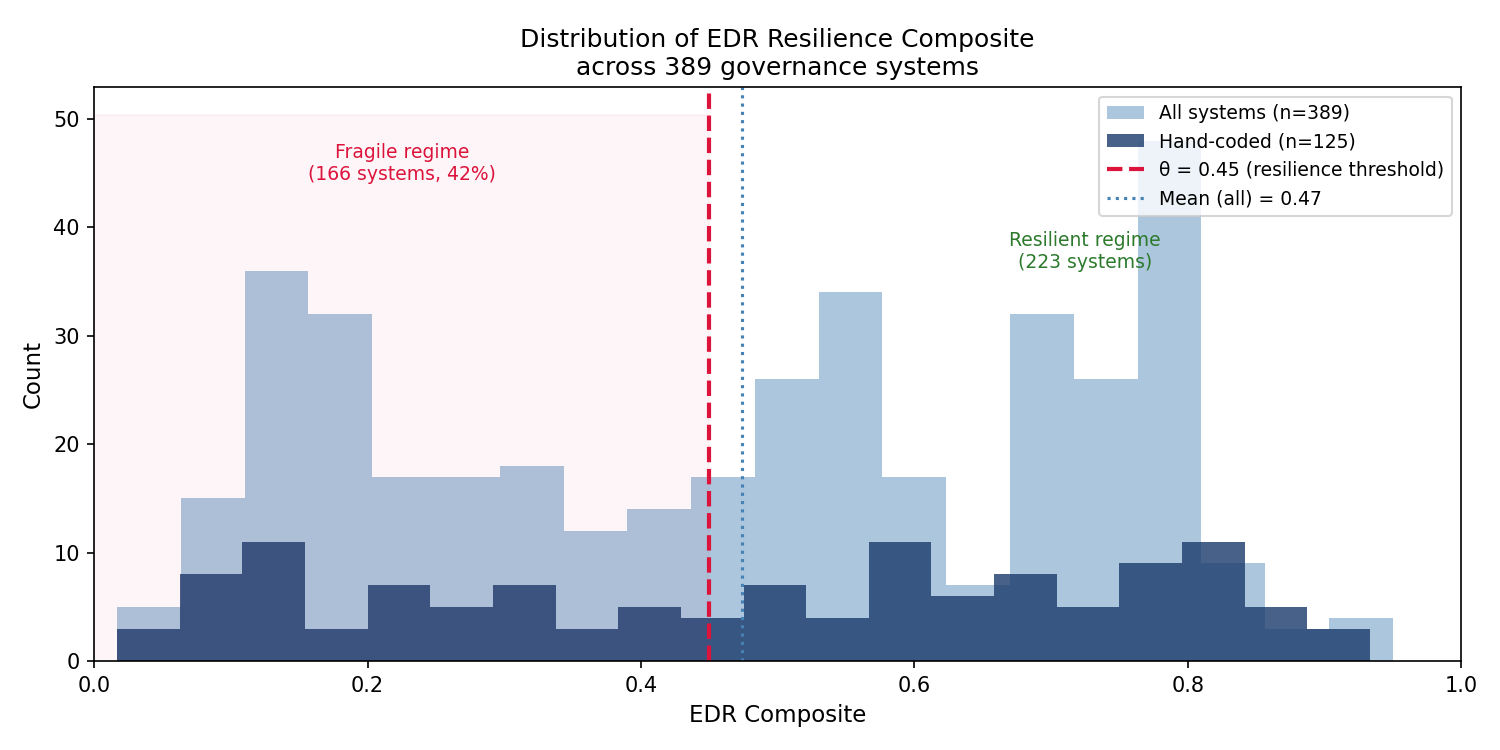 Distribution of EDR Resilience Composite
across 389 governance systems
50
40
30
20
10
0
Count
Fragile regime
(166 systems, 42%)
All systems (n=389)
Hand-coded (n=125)
θ = 0.45 (resilience threshold)
Mean (all) = 0.47
Resilient regime
(223 systems)
0.0
0.2
0.4
0.6
0.8
1.0
EDR Composite